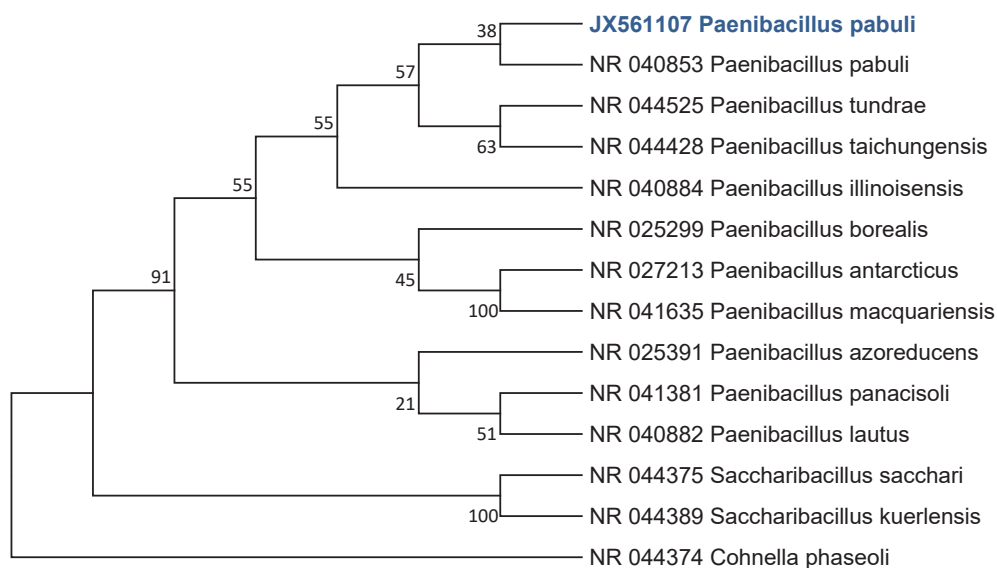 JX561107 Paenibacillus pabuli
38
NR 040853 Paenibacillus pabuli
57
NR 044525 Paenibacillus tundrae
55
63
NR 044428 Paenibacillus taichungensis
55
NR 040884 Paenibacillus illinoisensis
NR 025299 Paenibacillus borealis
91
45
NR 027213 Paenibacillus antarcticus
100
NR 041635 Paenibacillus macquariensis
NR 025391 Paenibacillus azoreducens
21
NR 041381 Paenibacillus panacisoli
51
NR 040882 Paenibacillus lautus
NR 044375 Saccharibacillus sacchari
100
NR 044389 Saccharibacillus kuerlensis
NR 044374 Cohnella phaseoli